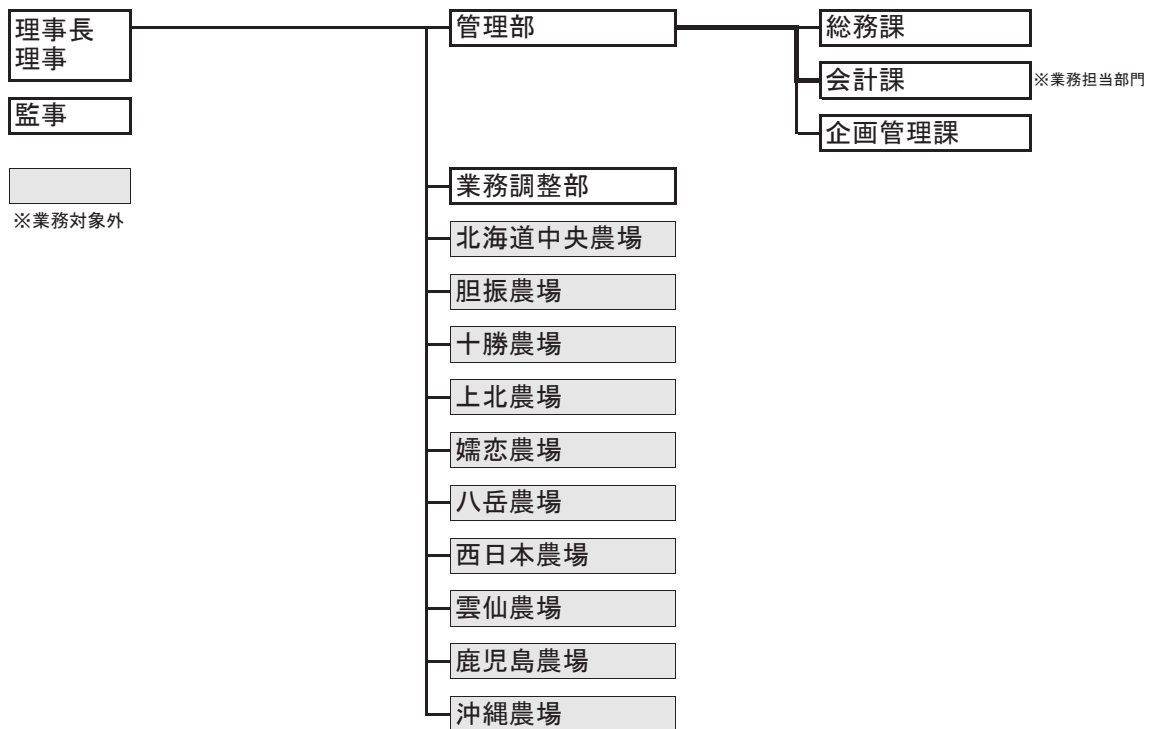 理事長
理事
監事
※業務対象外
管理部
総務課
会計課
※業務担当部門
企画管理課
業務調整部
北海道中央農場
胆振農場
十勝農場
上北農場
嬬恋農場
八岳農場
西日本農場
雲仙農場
鹿児島農場
沖縄農場